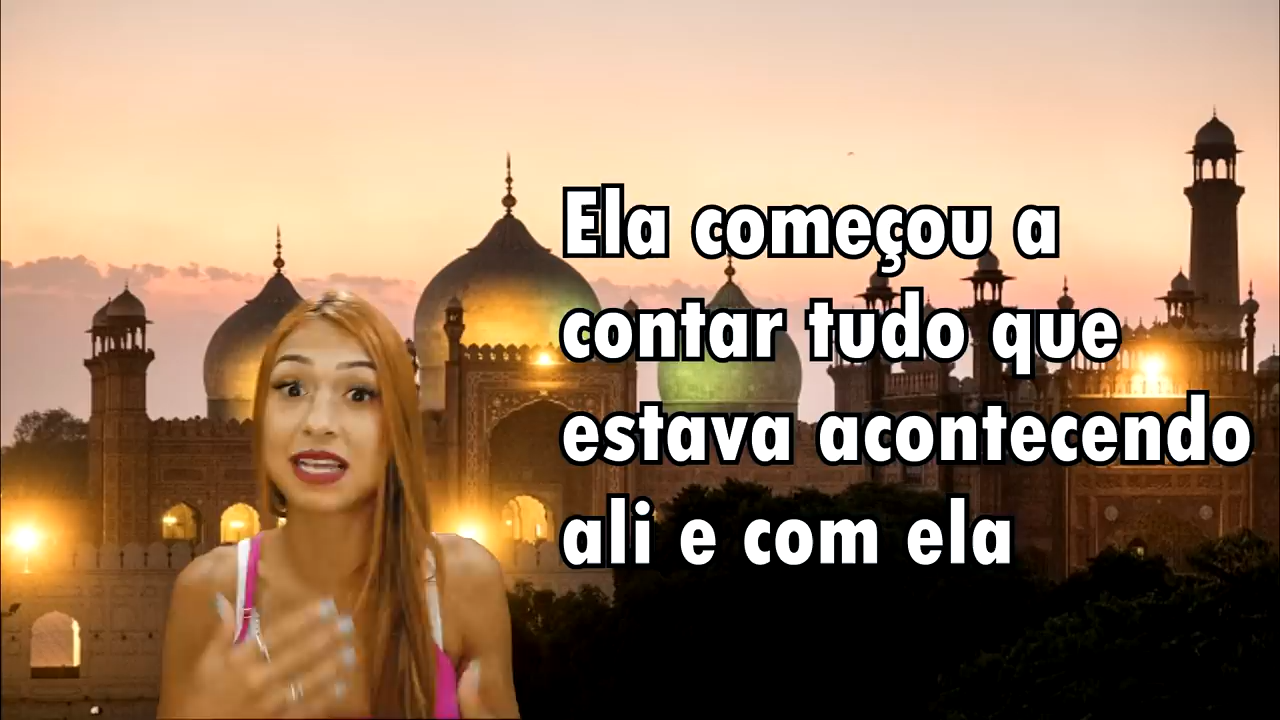 Ela começou a
contar tudo que
estava acontecendo
ali e com ela